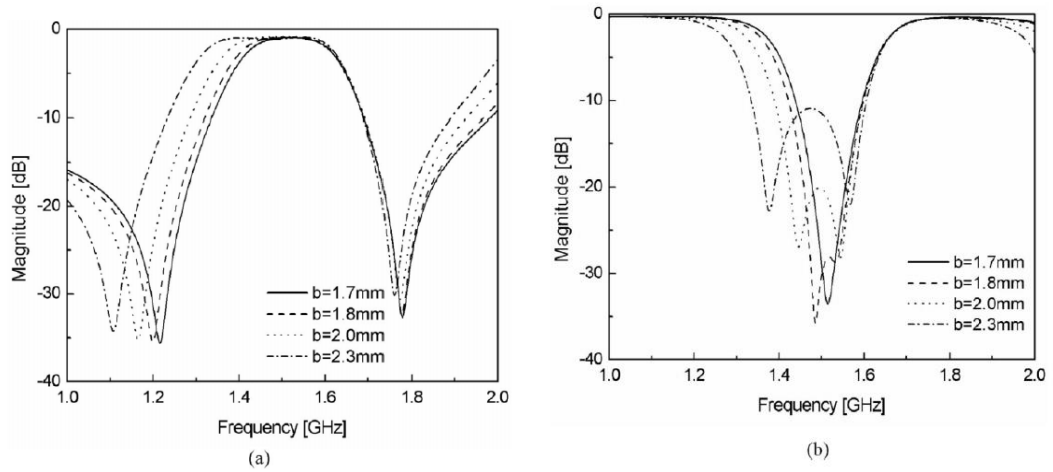 0
-10
-20
-30
-40
Magnitude [dB]
b=1.7mm
b=1.8mm
b=2.0mm
b=2.3mm
1.0 1.2 1.4 1.6 1.8 2.0
Frequency [GHz]
(a)
0
-10
-20
-30
-40
Magnitude [dB]
b=1.7mm
b=1.8mm
b=2.0mm
b=2.3mm
1.0 1.2 1.4 1.6 1.8 2.0
Frequency [GHz]
(b)